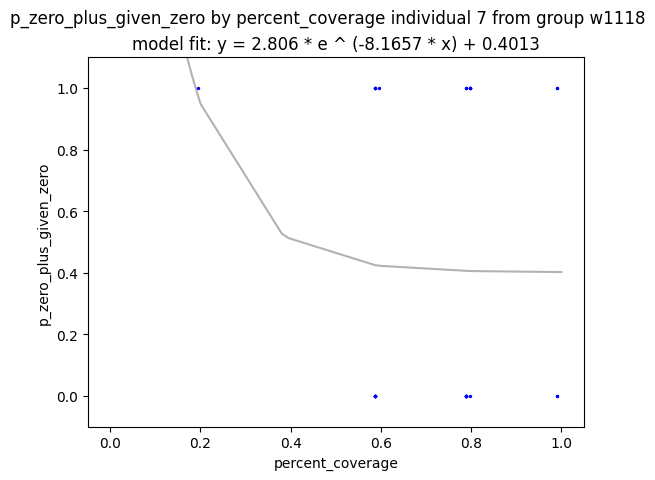 p_zero_plus_given_zero by percent_coverage individual 7 from group w1118
model fit: y = 2.806 * e ^ (-8.1657 * x) + 0.4013
p_zero_plus_given_zero
1.0
0.8
0.6
0.4
0.2
0.0
0.0 0.2 0.4 0.6 0.8 1.0
percent_coverage